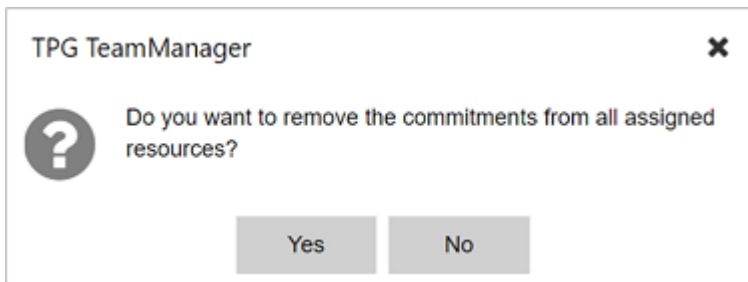 TPG TeamManager
Do you want to remove the commitments from all assigned
resources?
Yes
No